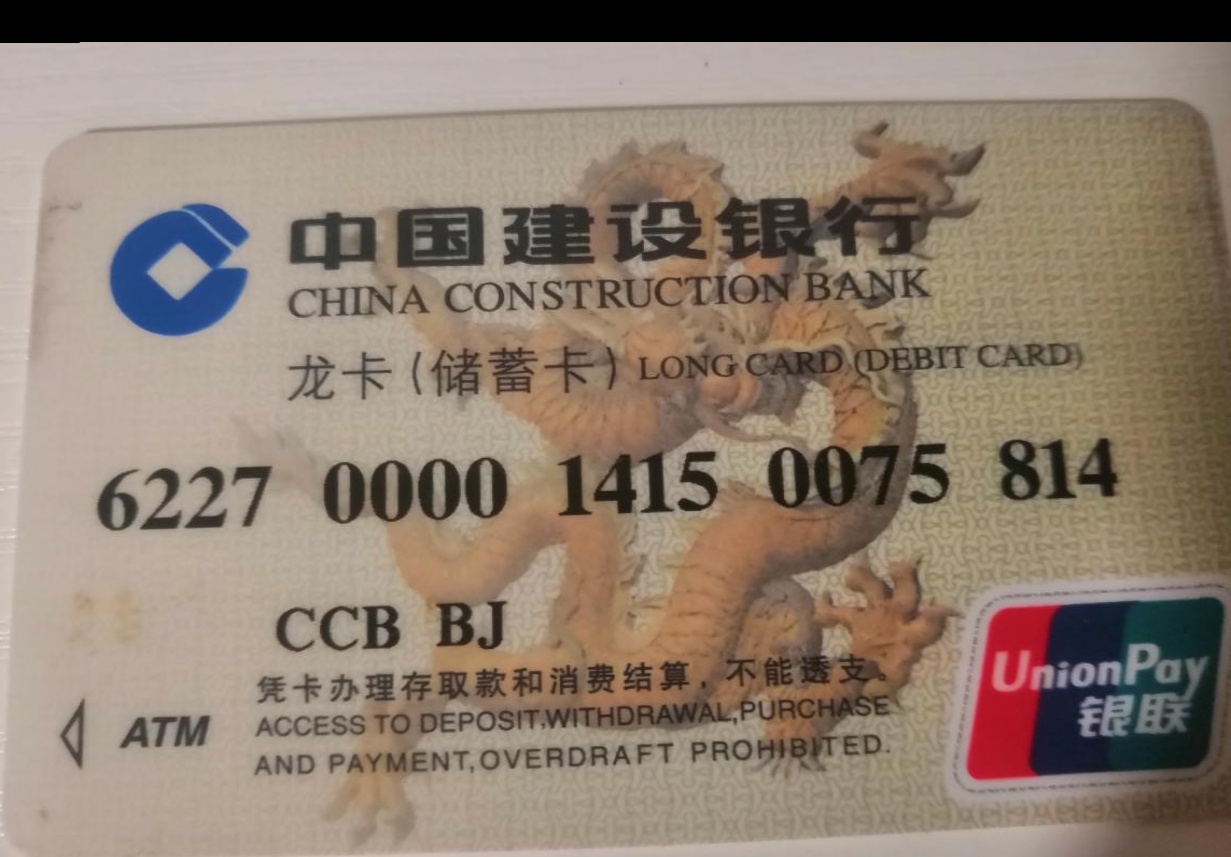 中国建设银行
CHINA CONSTRUCTION BANK
龙卡(储蓄卡) LONG CARD (DEBIT CARD)
6227 0000 1415 0075 814
CCB BJ
凭卡办理存取款和消费结算，不能透支。
ATM
ACCESS TO DEPOSIT,WITHDRAWAL,PURCHASE
AND PAYMENT,OVERDRAFT PROHIBITED.
UnionPay
银联